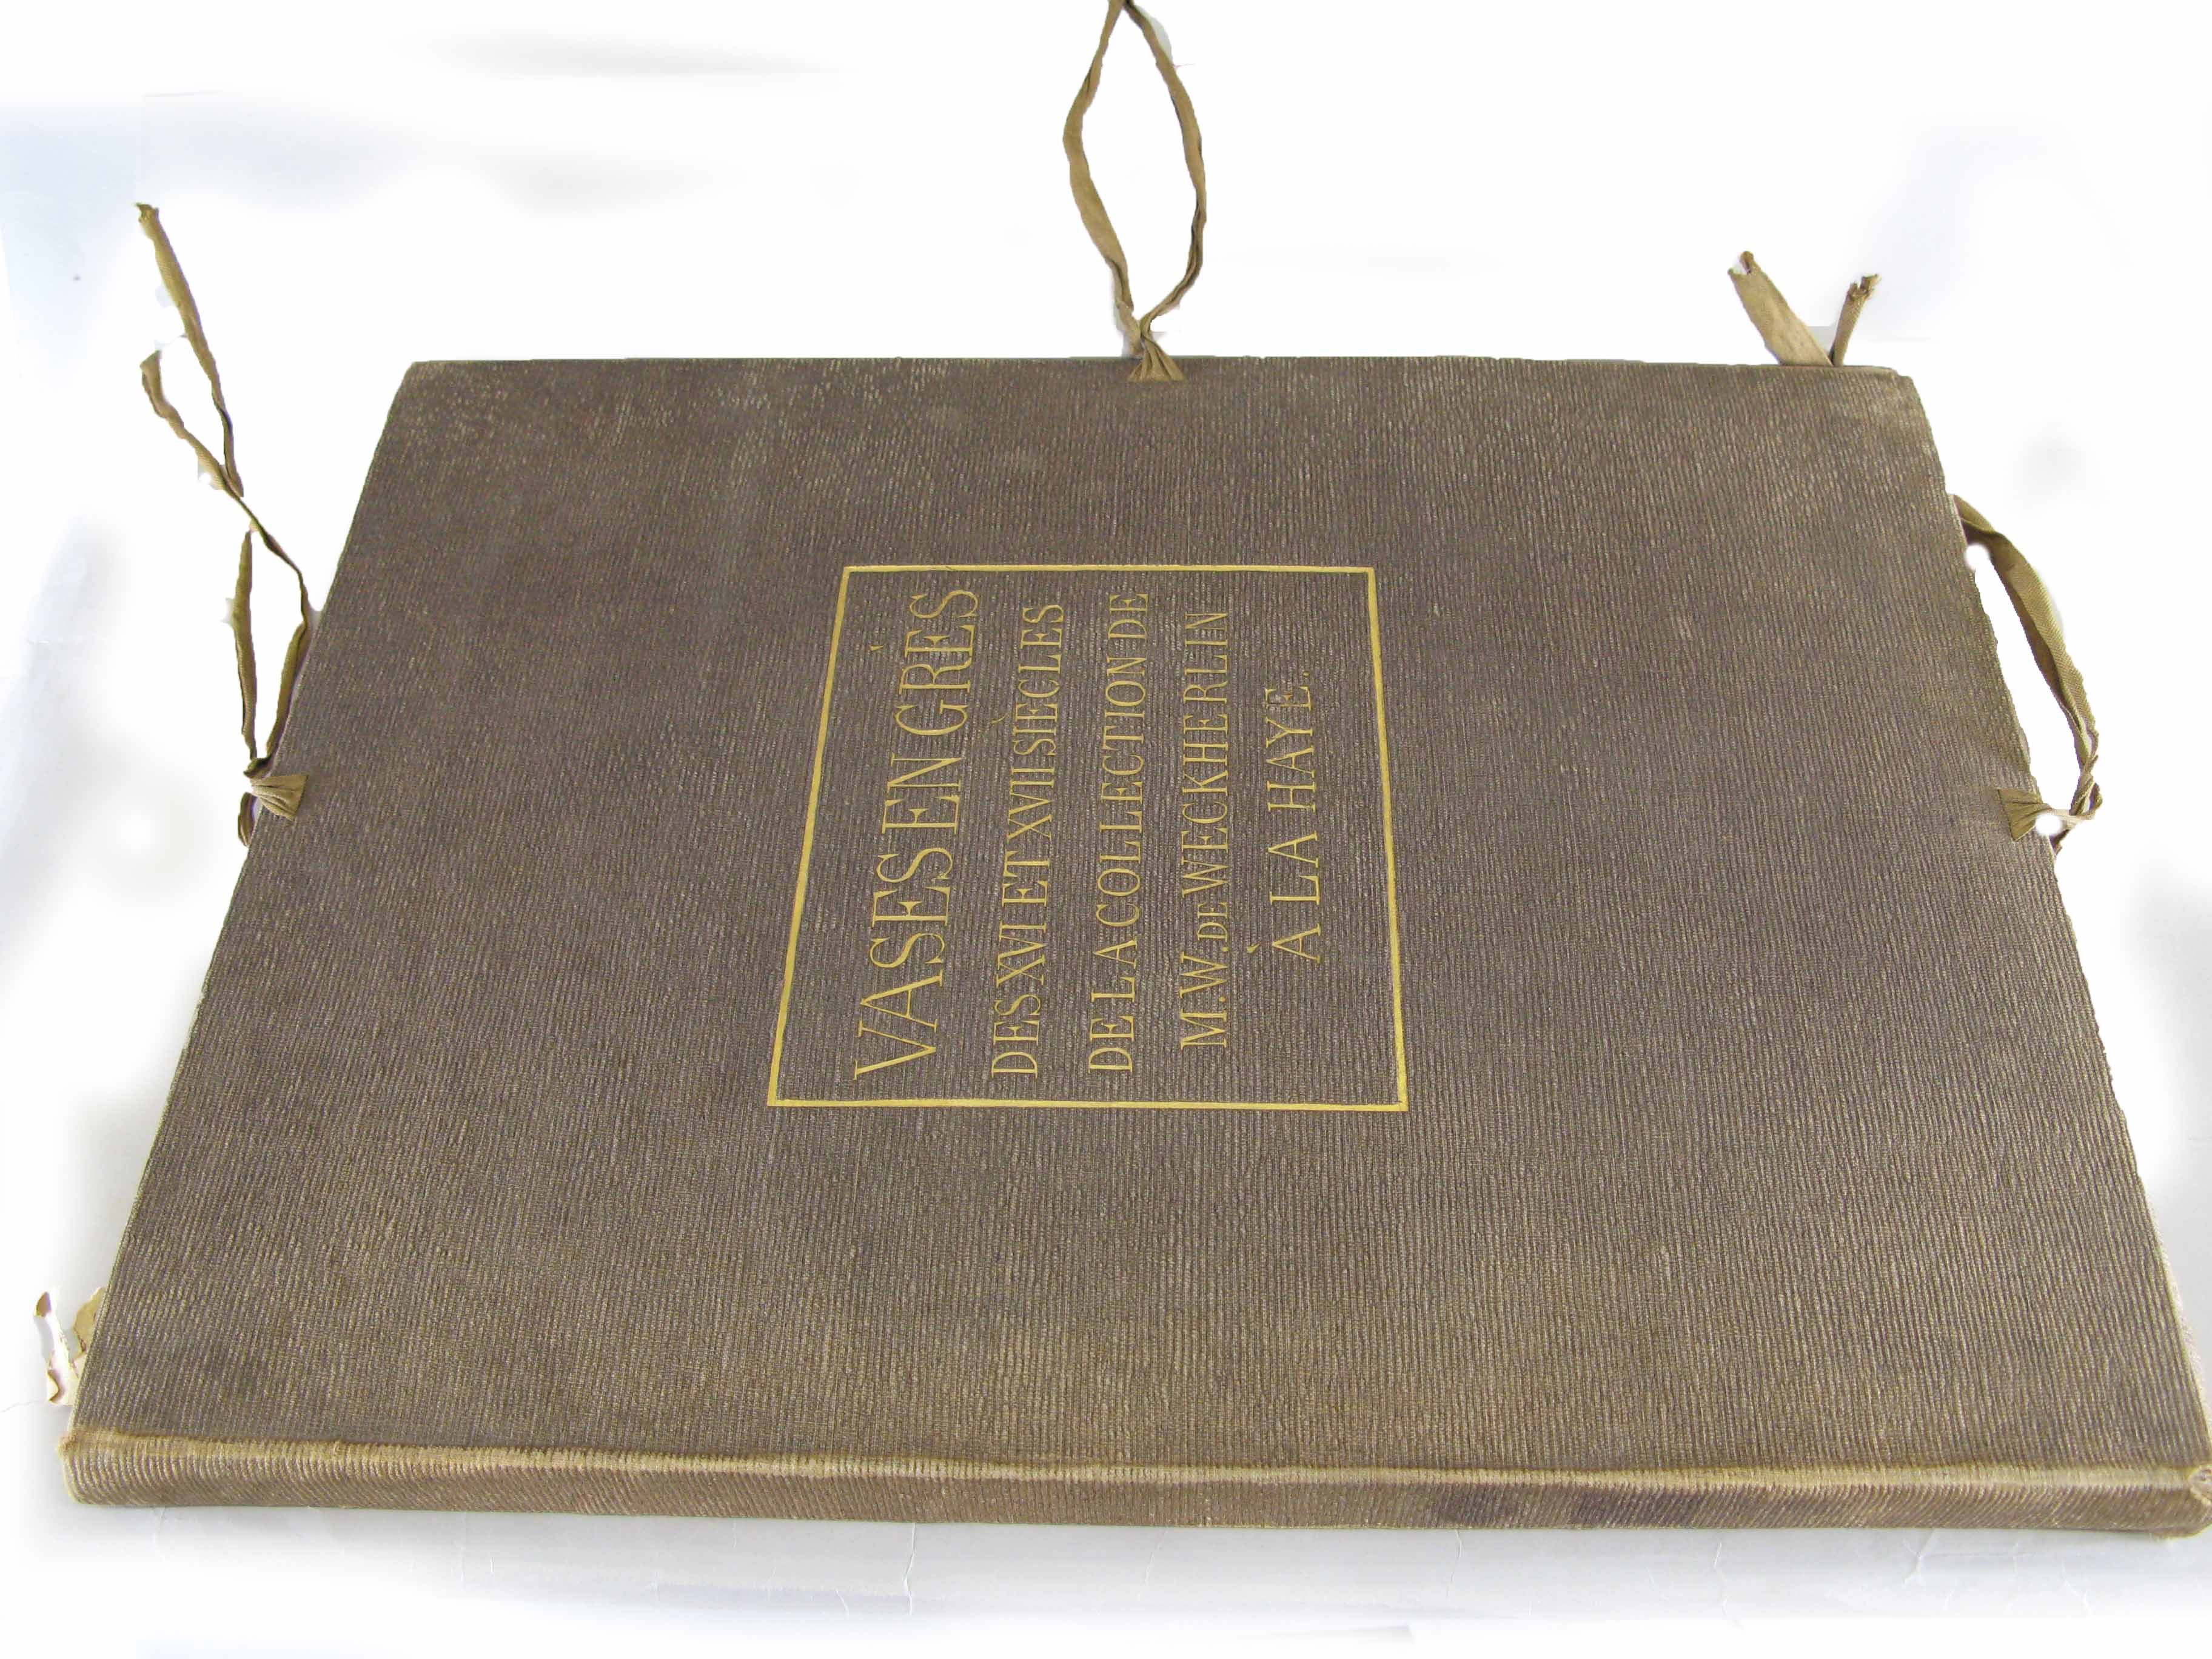 VASES EN GRÈS
DES XVI ET XVII SIÈCLES
DE LA COLLECTION DE
M.W. DE WECKHERLIN
À LA HAYE.